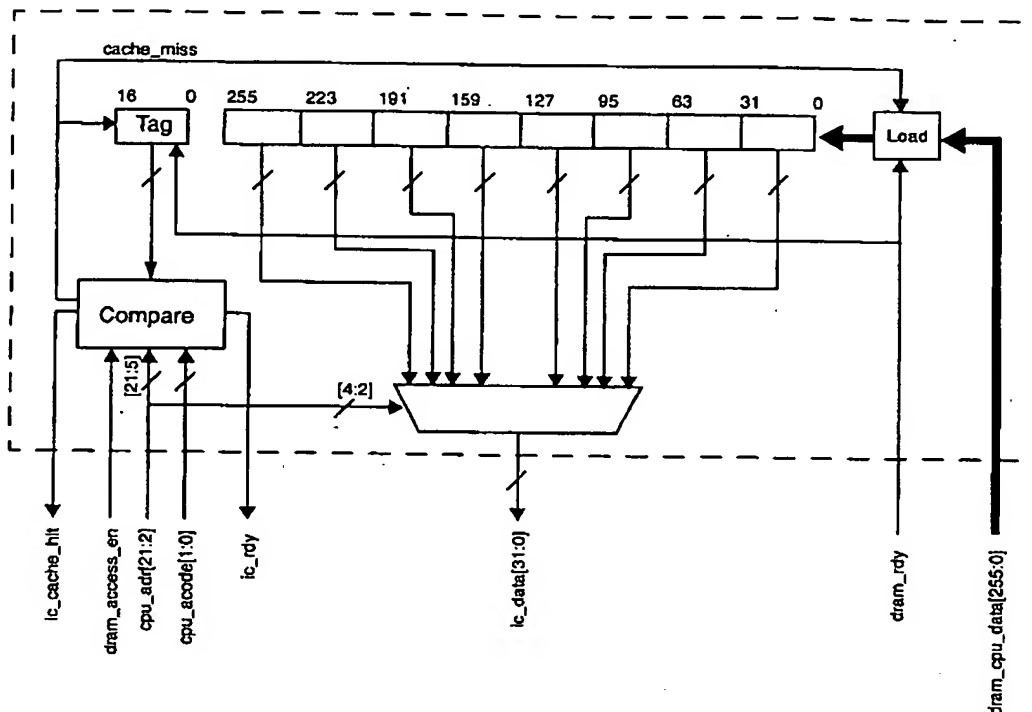 cache_miss
16 0 255 223 191 159 127 95 63 31 0
Tag
Load
Compare
[21:5]
[4:2]
ic_cache_hit
dram_access_en
cpu_adr[21:2]
cpu_acode[1:0]
ic_rdy
ic_data[31:0]
dram_rdy
dram_cpu_data[255:0]